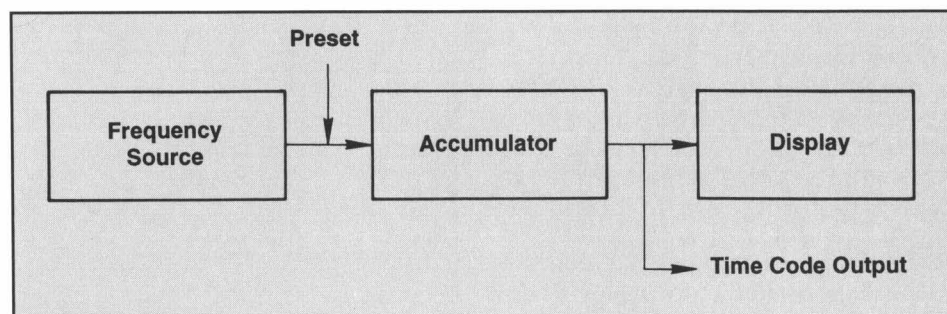 Preset
Frequency
Source
Accumulator
Display
Time Code Output